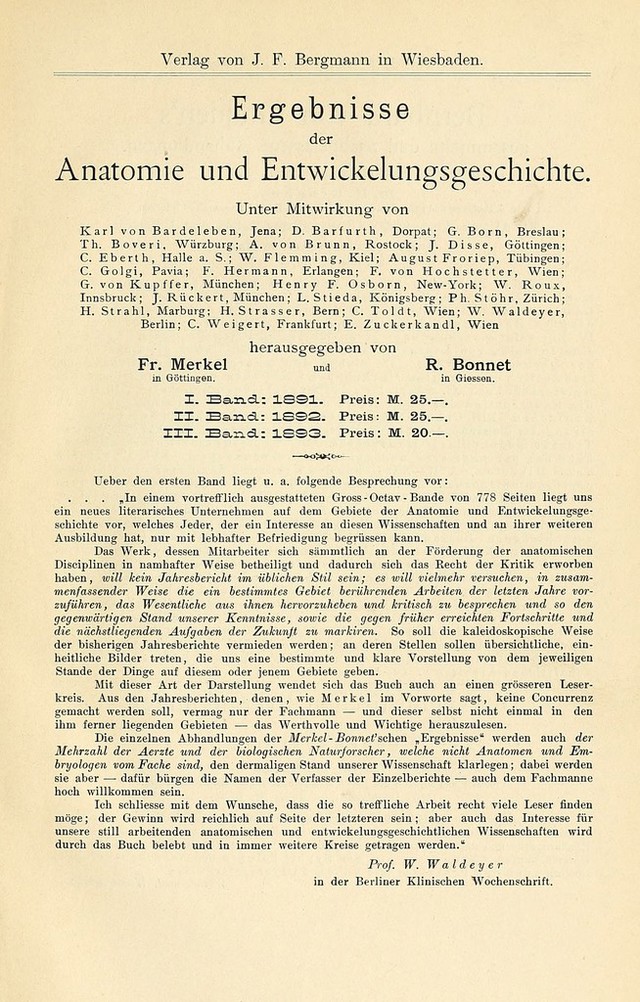 Verlag von J. F. Bergmann in Wiesbaden.
Ergebnisse
der
Anatomie und Entwickelungsgeschichte.
Unter Mitwirkung von
Karl von Bardeleben, Jena; D. Barfurth, Dorpat; G. Born, Breslau;
Th. Boveri, Würzburg; A. von Brunn, Rostock; J. Disse, Göttingen;
C. Eberth, Halle a. S.; W. Flemming, Kiel; August Froriep, Tübingen;
C. Golgi, Pavia; F. Hermann, Erlangen; F. von Hochstetter, Wien;
G. von Kupffer, München; Henry F. Osborn, New-York; W. Roux,
Innsbruck; J. Rückert, München; L. Stieda, Königsberg; Ph. Stöhr, Zürich;
H. Strahl, Marburg; H. Strasser, Bern; C. Toldt, Wien; W. Waldeyer,
Berlin; C. Weigert, Frankfurt; E. Zuckerkandl, Wien
herausgegeben von
Fr. Merkel und R. Bonnet
in Göttingen. in Giessen.
I. Band: 1891. Preis: M. 25.—.
II. Band: 1892. Preis: M. 25.—.
III. Band: 1893. Preis: M. 20.—.
Ueber den ersten Band liegt u. a. folgende Besprechung vor:
. . . „In einem vortrefflich ausgestatteten Gross-Octav-Bande von 778 Seiten liegt uns
ein neues literarisches Unternehmen auf dem Gebiete der Anatomie und Entwickelungsge-
schichte vor, welches Jeder, der ein Interesse an diesen Wissenschaften und an ihrer weiteren
Ausbildung hat, nur mit lebhafter Befriedigung begrüssen kann.
Das Werk, dessen Mitarbeiter sich sämmtlich an der Förderung der anatomischen
Disciplinen in namhafter Weise betheiligt und dadurch sich das Recht der Kritik erworben
haben, will kein Jahresbericht im üblichen Stil sein; es will vielmehr versuchen, in zusam-
menfassender Weise die ein bestimmtes Gebiet berührenden Arbeiten der letzten Jahre vor-
zuführen, das Wesentliche aus ihnen hervorzuheben und kritisch zu besprechen und so den
gegenwärtigen Stand unserer Kenntnisse, sowie die gegen früher erreichten Fortschritte und
die nächstliegenden Aufgaben der Zukunft zu markiren. So soll die kaleidoskopische Weise
der bisherigen Jahresberichte vermieden werden; an deren Stellen sollen übersichtliche, ein-
heitliche Bilder treten, die uns eine bestimmte und klare Vorstellung von dem jeweiligen
Stande der Dinge auf diesem oder jenem Gebiete geben.
Mit dieser Art der Darstellung wendet sich das Buch auch an einen grösseren Leser-
kreis. Aus den Jahresberichten, denen, wie Merkel im Vorworte sagt, keine Concurrenz
gemacht werden soll, vermag nur der Fachmann — und dieser selbst nicht einmal in den
ihm ferner liegenden Gebieten — das Werthvolle und Wichtige herauszulesen.
Die einzelnen Abhandlungen der Merkel-Bonnet'schen „Ergebnisse“ werden auch der
Mehrzahl der Aerzte und der biologischen Naturforscher, welche nicht Anatomen und Em-
bryologen vom Fache sind, den dermaligen Stand unserer Wissenschaft klarlegen; dabei werden
sie aber — dafür bürgen die Namen der Verfasser der Einzelberichte — auch dem Fachmanne
hoch willkommen sein.
Ich schliesse mit dem Wunsche, dass die so treffliche Arbeit recht viele Leser finden
möge; der Gewinn wird reichlich auf Seite der letzteren sein; aber auch das Interesse für
unsere still arbeitenden anatomischen und entwickelungsgeschichtlichen Wissenschaften wird
durch das Buch belebt und in immer weitere Kreise getragen werden.“
Prof. W. Waldeyer
in der Berliner Klinischen Wochenschrift.